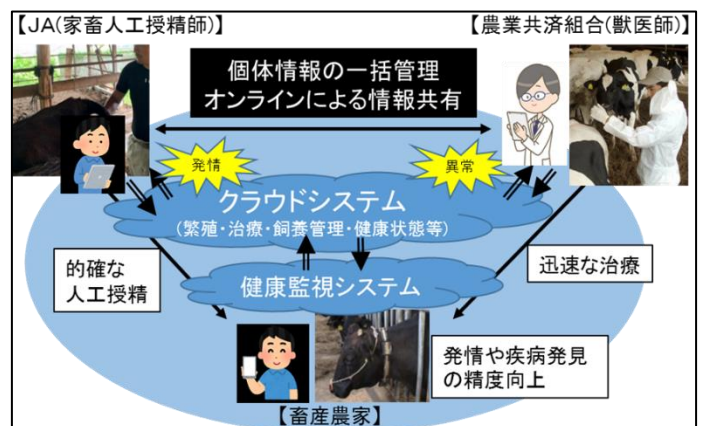 【JA(家畜人工授精師)】
【農業共済組合(獣医師)】
個体情報の一括管理
オンラインによる情報共有
発情
異常
クラウドシステム
(繁殖・治療・飼養管理・健康状態等)
的確な
人工授精
迅速な治療
健康監視システム
発情や疾病発見
の精度向上
【畜産農家】